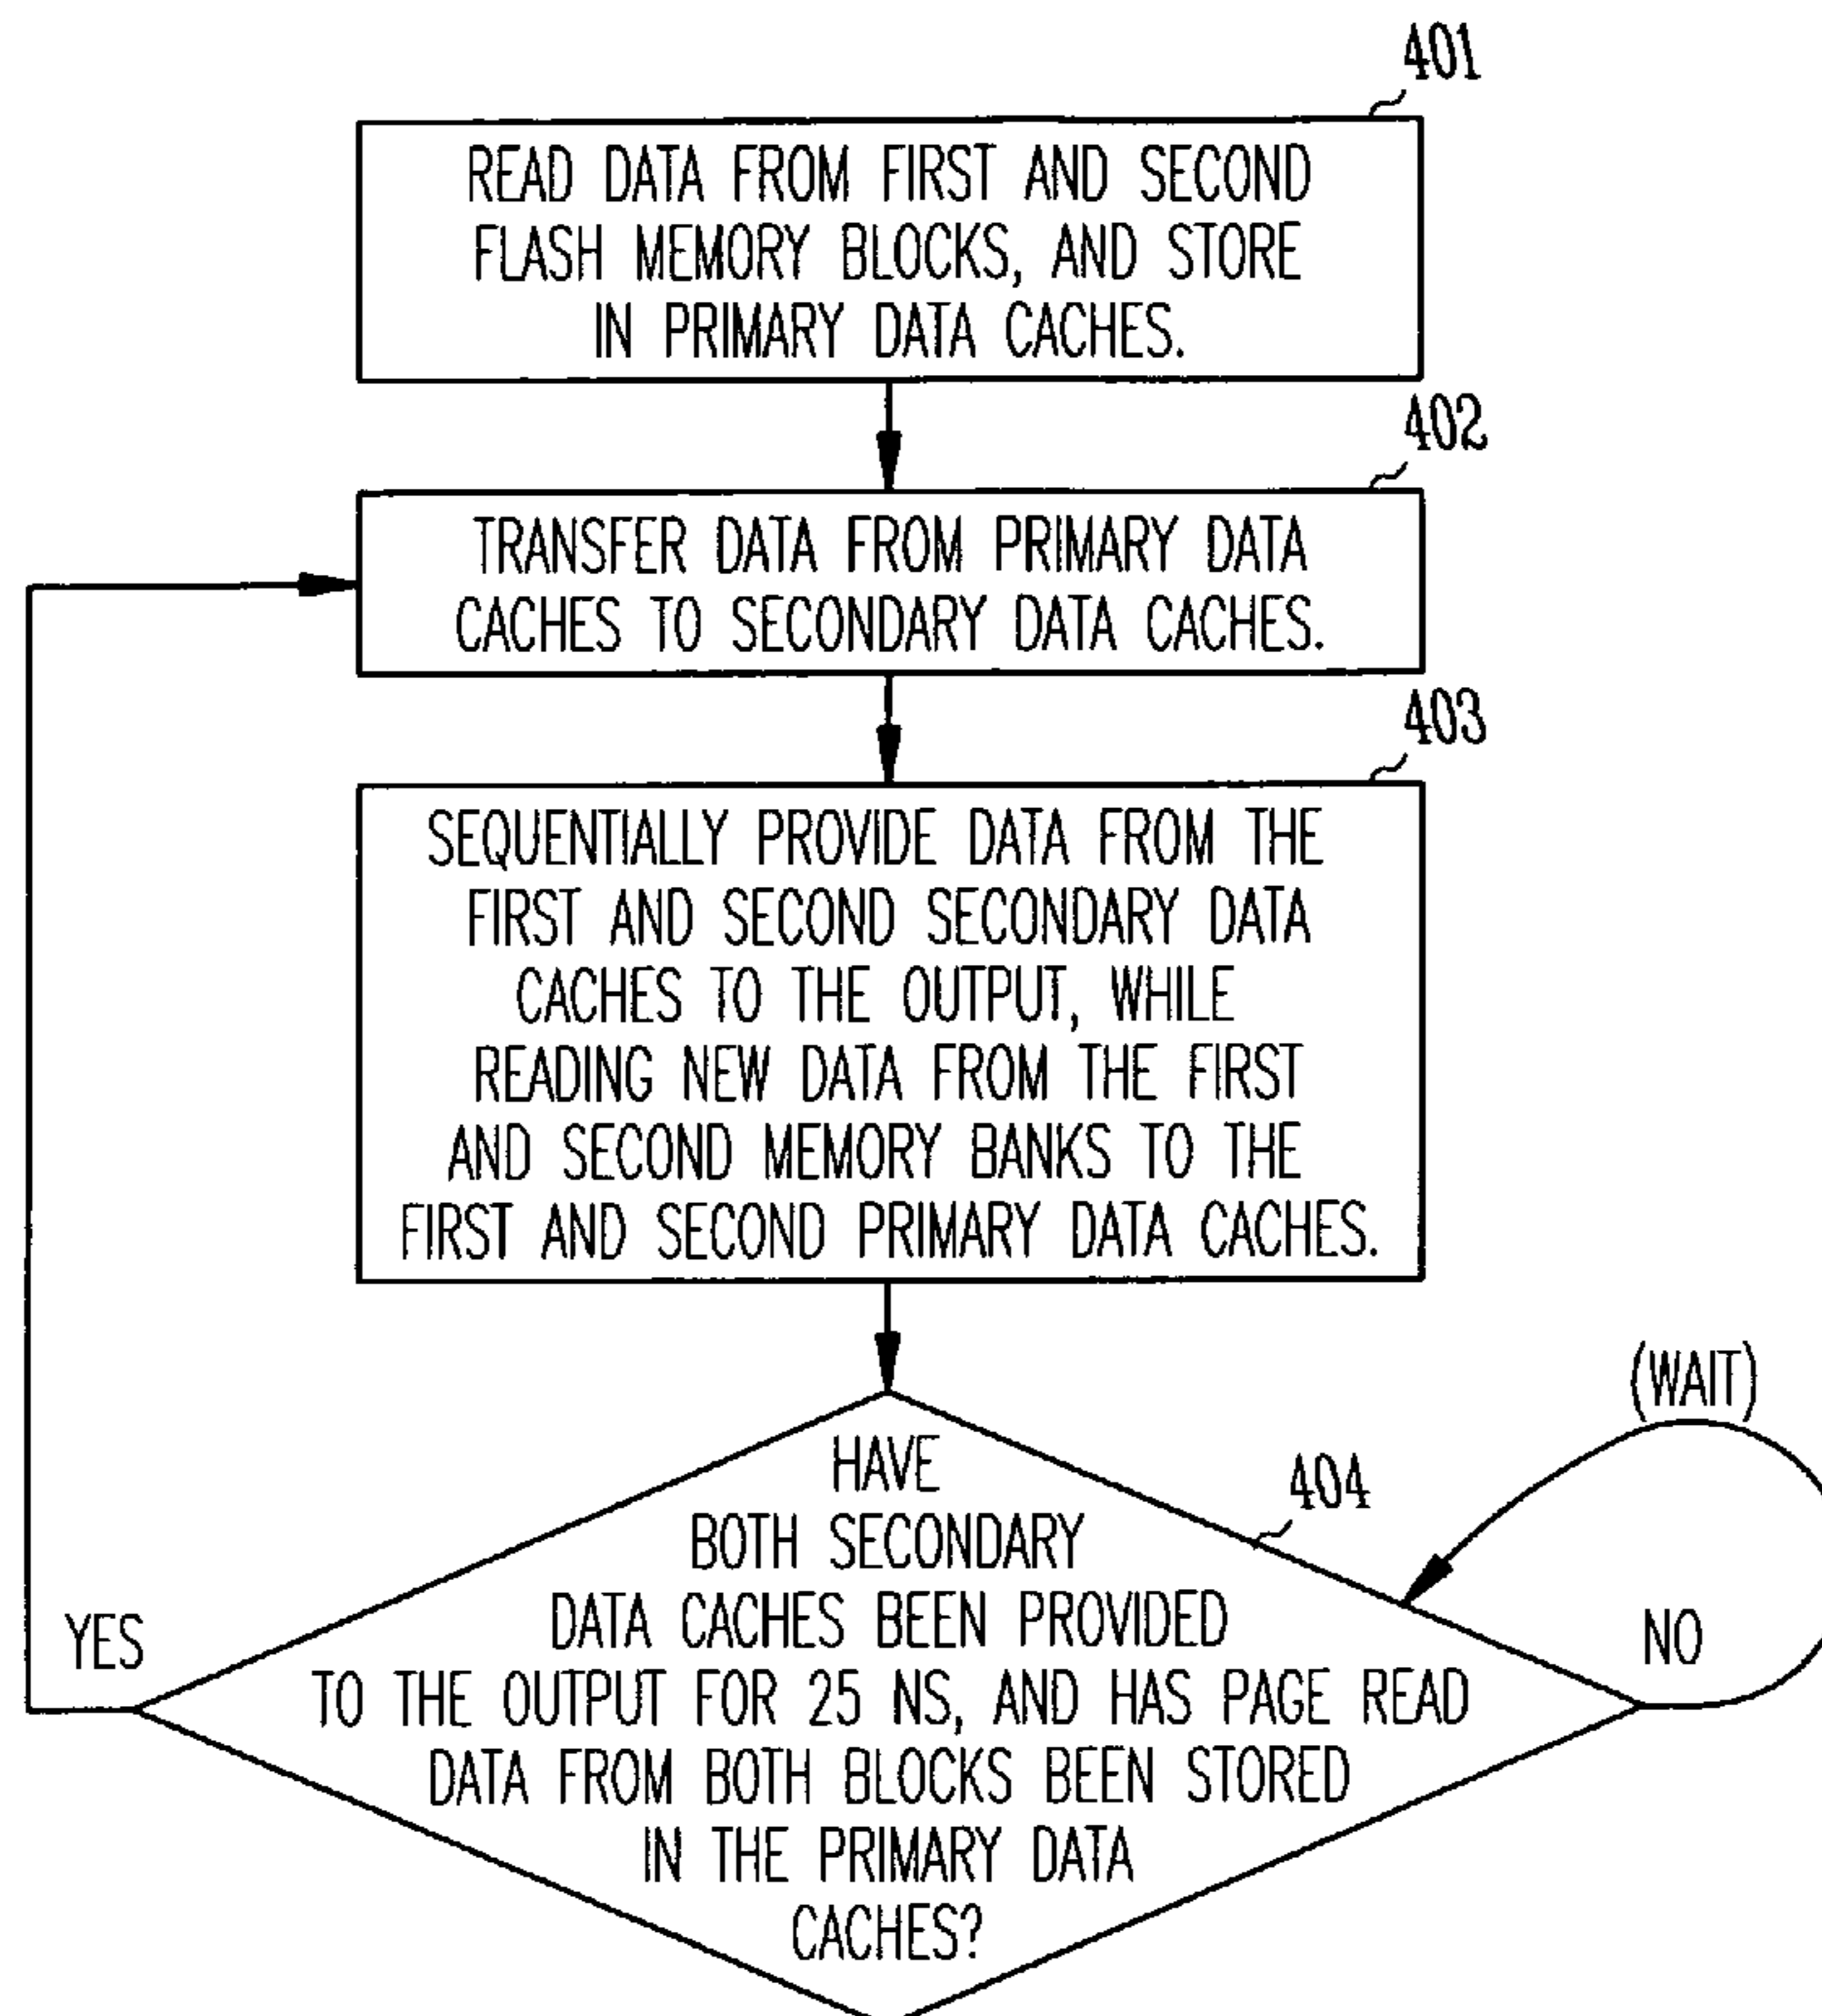 401
READ DATA FROM FIRST AND SECOND
FLASH MEMORY BLOCKS, AND STORE
IN PRIMARY DATA CACHES.
402
TRANSFER DATA FROM PRIMARY DATA
CACHES TO SECONDARY DATA CACHES.
403
SEQUENTIALLY PROVIDE DATA FROM THE
FIRST AND SECOND SECONDARY DATA
CACHES TO THE OUTPUT, WHILE
READING NEW DATA FROM THE FIRST
AND SECOND MEMORY BANKS TO THE
FIRST AND SECOND PRIMARY DATA CACHES.
(WAIT)
404
HAVE
BOTH SECONDARY
DATA CACHES BEEN PROVIDED
TO THE OUTPUT FOR 25 NS, AND HAS PAGE READ
DATA FROM BOTH BLOCKS BEEN STORED
IN THE PRIMARY DATA
CACHES?
YES
NO